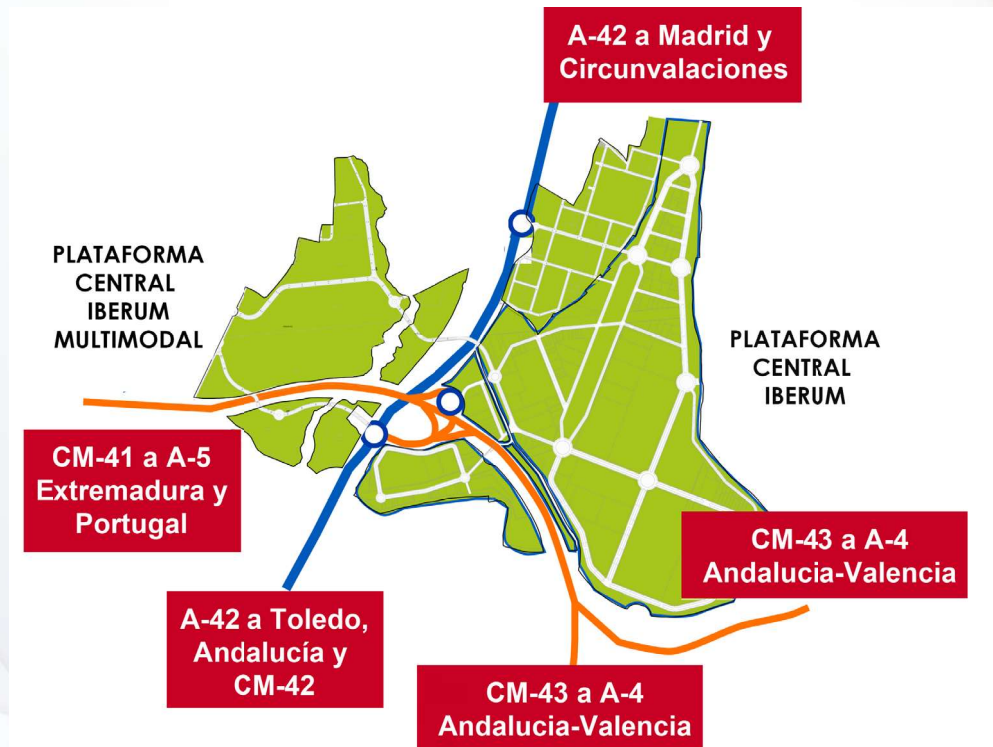 A-42 a Madrid y
Circunvalaciones
PLATAFORMA
CENTRAL
IBERUM
MULTIMODAL
PLATAFORMA
CENTRAL
IBERUM
CM-41 a A-5
Extremadura y
Portugal
CM-43 a A-4
Andalucia-Valencia
A-42 a Toledo,
Andalucía y
CM-42
CM-43 a A-4
Andalucia-Valencia